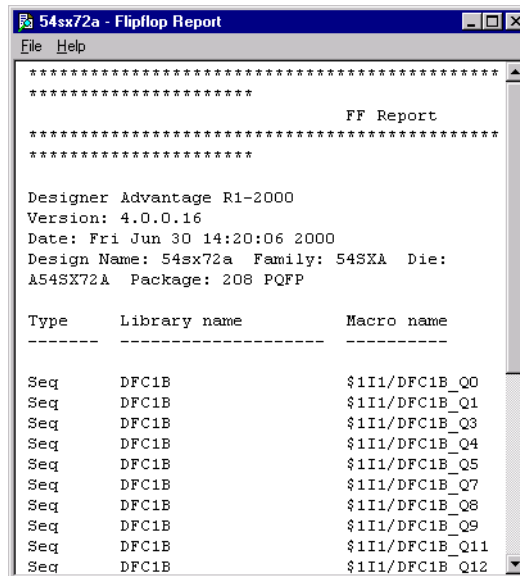 54sx72a - Flipflop Report
File Help
**********************************************
**********************
FF Report
**********************************************
**********************
Designer Advantage R1-2000
Version: 4.0.0.16
Date: Fri Jun 30 14:20:06 2000
Design Name: 54sx72a Family: 54SXA Die:
A54SX72A Package: 208 PQFP
Type Library name Macro name
------- -------------------- ----------
Seq DFC1B $1I1/DFC1B_Q0
Seq DFC1B $1I1/DFC1B_Q1
Seq DFC1B $1I1/DFC1B_Q3
Seq DFC1B $1I1/DFC1B_Q4
Seq DFC1B $1I1/DFC1B_Q5
Seq DFC1B $1I1/DFC1B_Q7
Seq DFC1B $1I1/DFC1B_Q8
Seq DFC1B $1I1/DFC1B_Q9
Seq DFC1B $1I1/DFC1B_Q11
Seq DFC1B $1I1/DFC1B_Q12